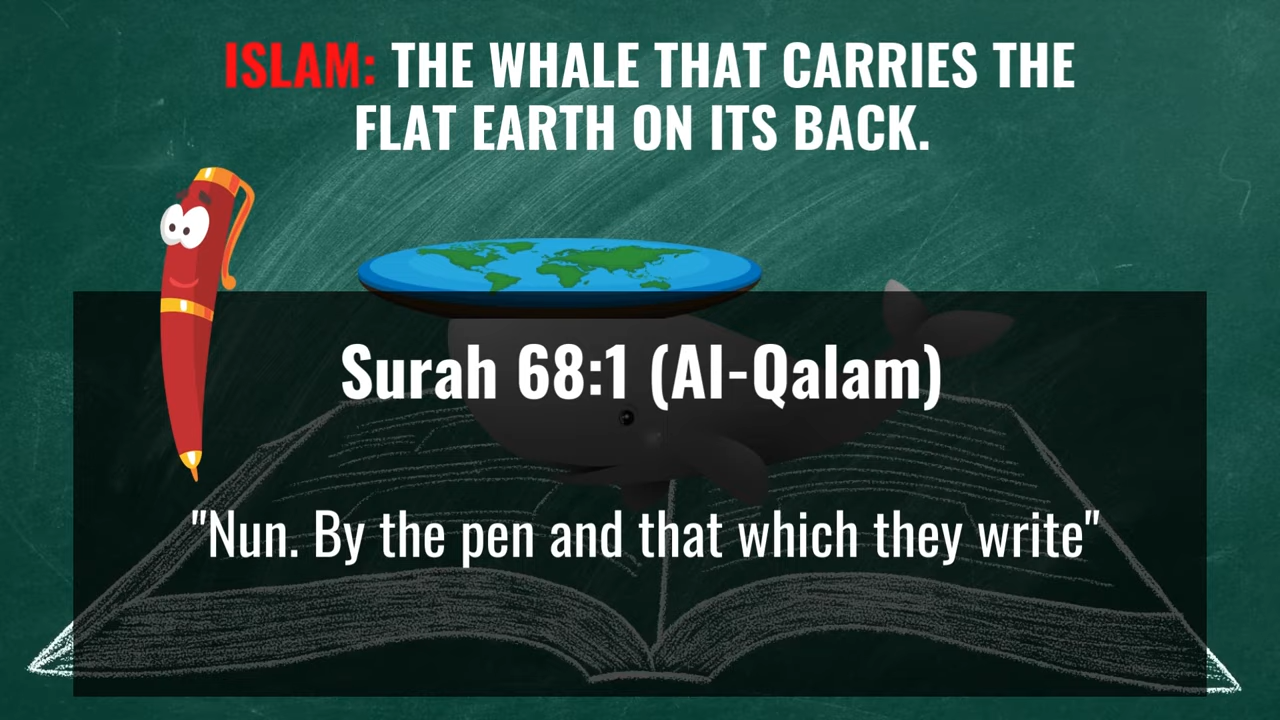 ISLAM: THE WHALE THAT CARRIES THE
FLAT EARTH ON ITS BACK.
Surah 68:1 (Al-Qalam)
"Nun. By the pen and that which they write"